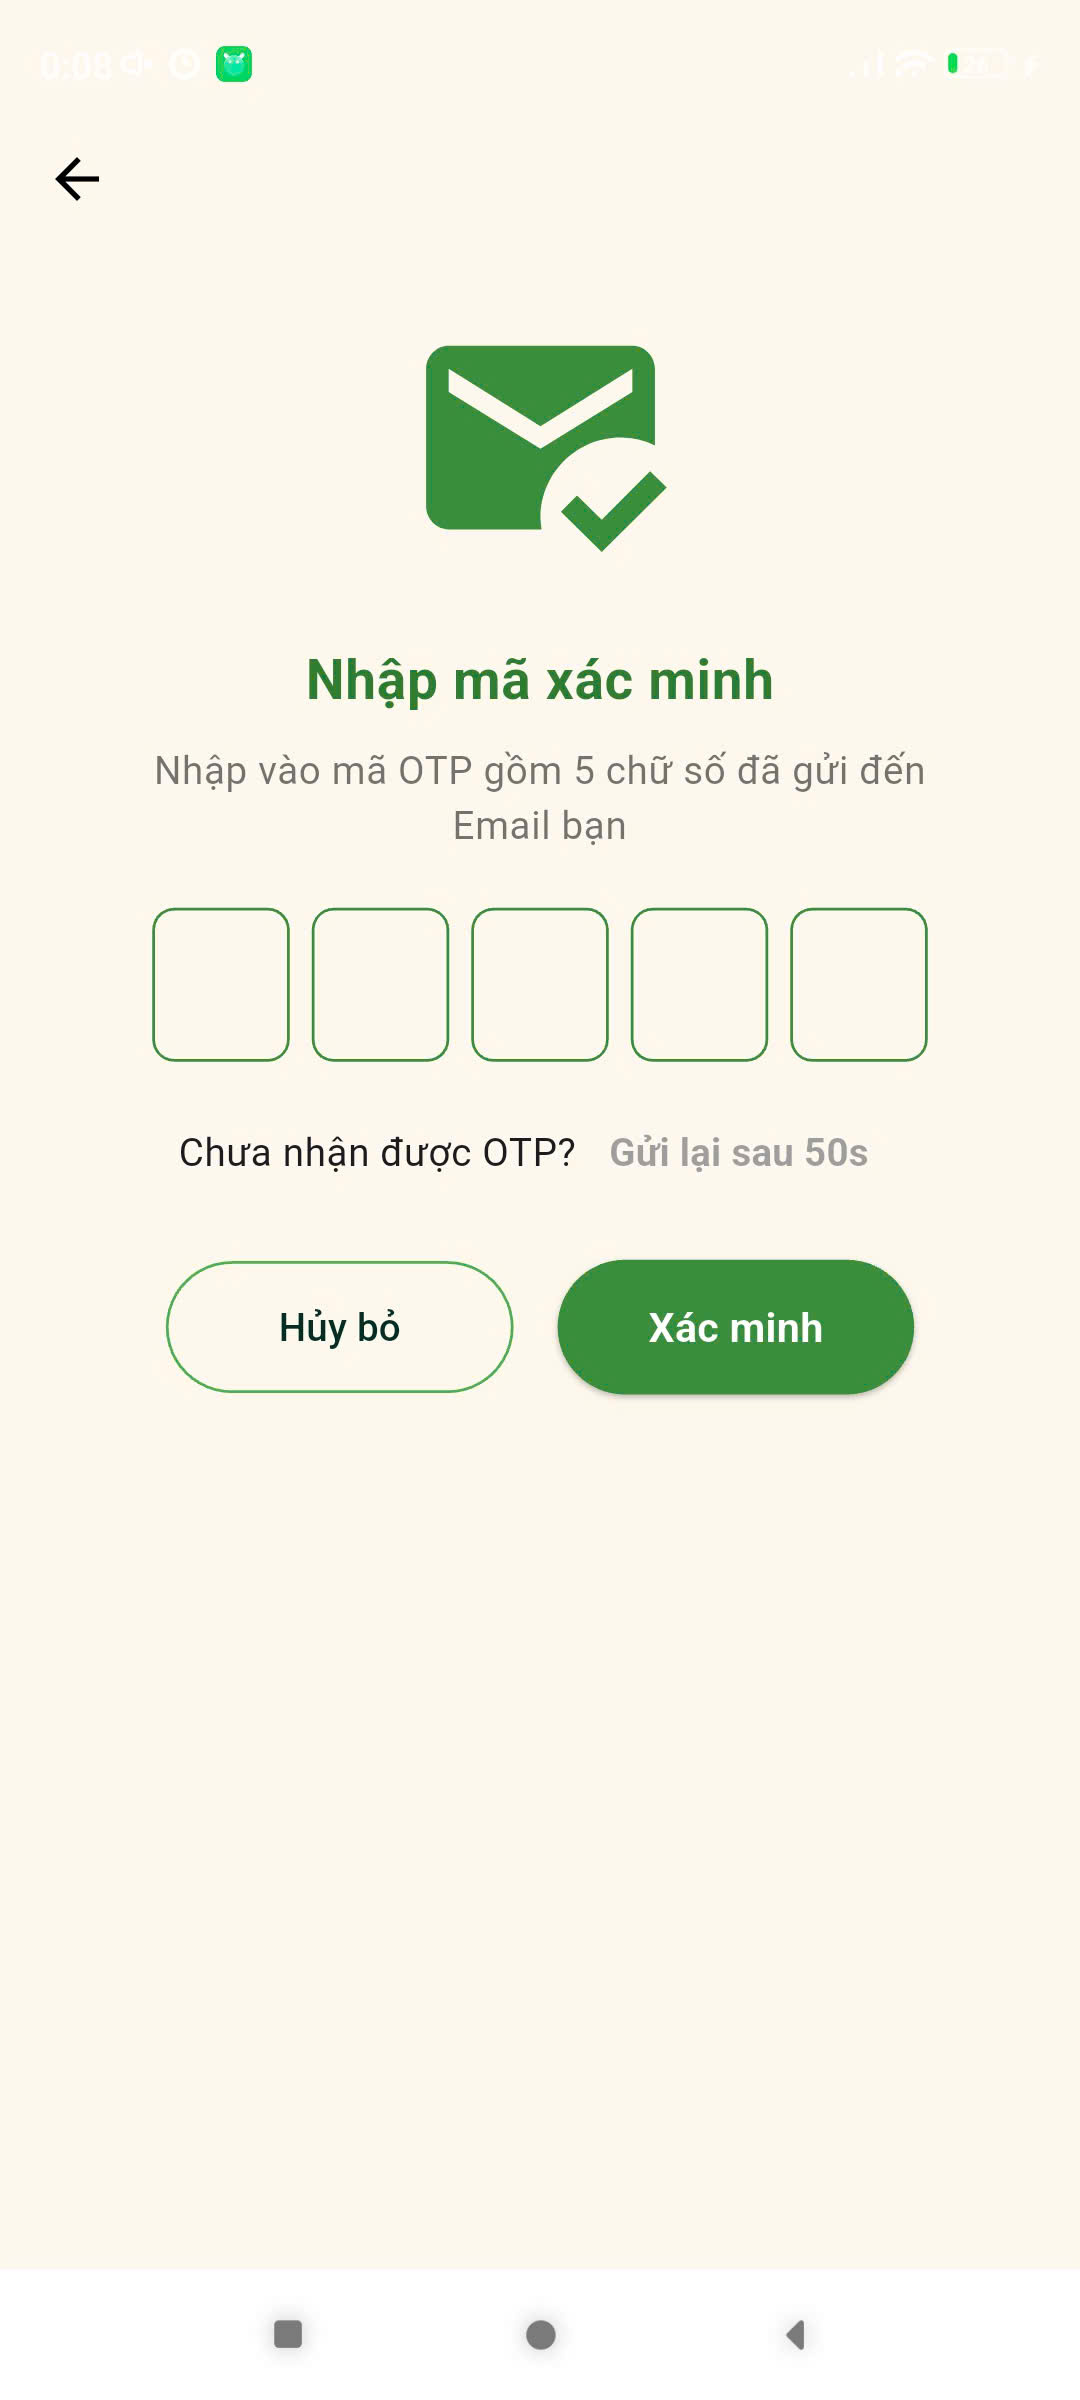 0:08
26
Nhập mã xác minh
Nhập vào mã OTP gồm 5 chữ số đã gửi đến
Email bạn
Chưa nhận được OTP? Gửi lại sau 50s
Hủy bỏ Xác minh